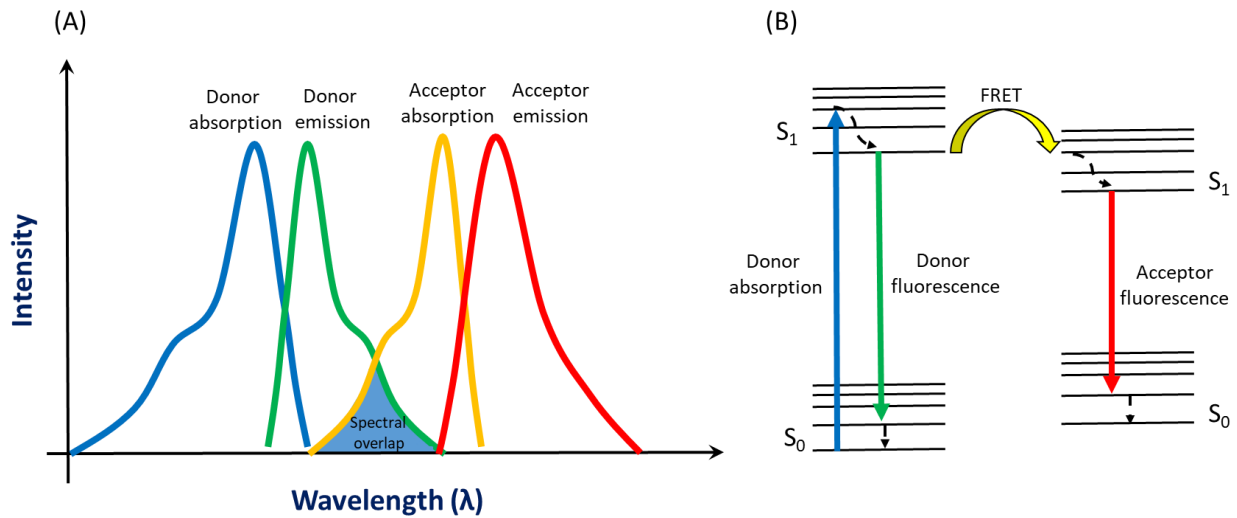 (A)
Donor
absorption
Donor
emission
Acceptor
absorption
Acceptor
emission
Intensity
Spectral
overlap
Wavelength (λ)
(B)
FRET
S₁
S₁
Donor
absorption
Donor
fluorescence
Acceptor
fluorescence
S₀
S₀